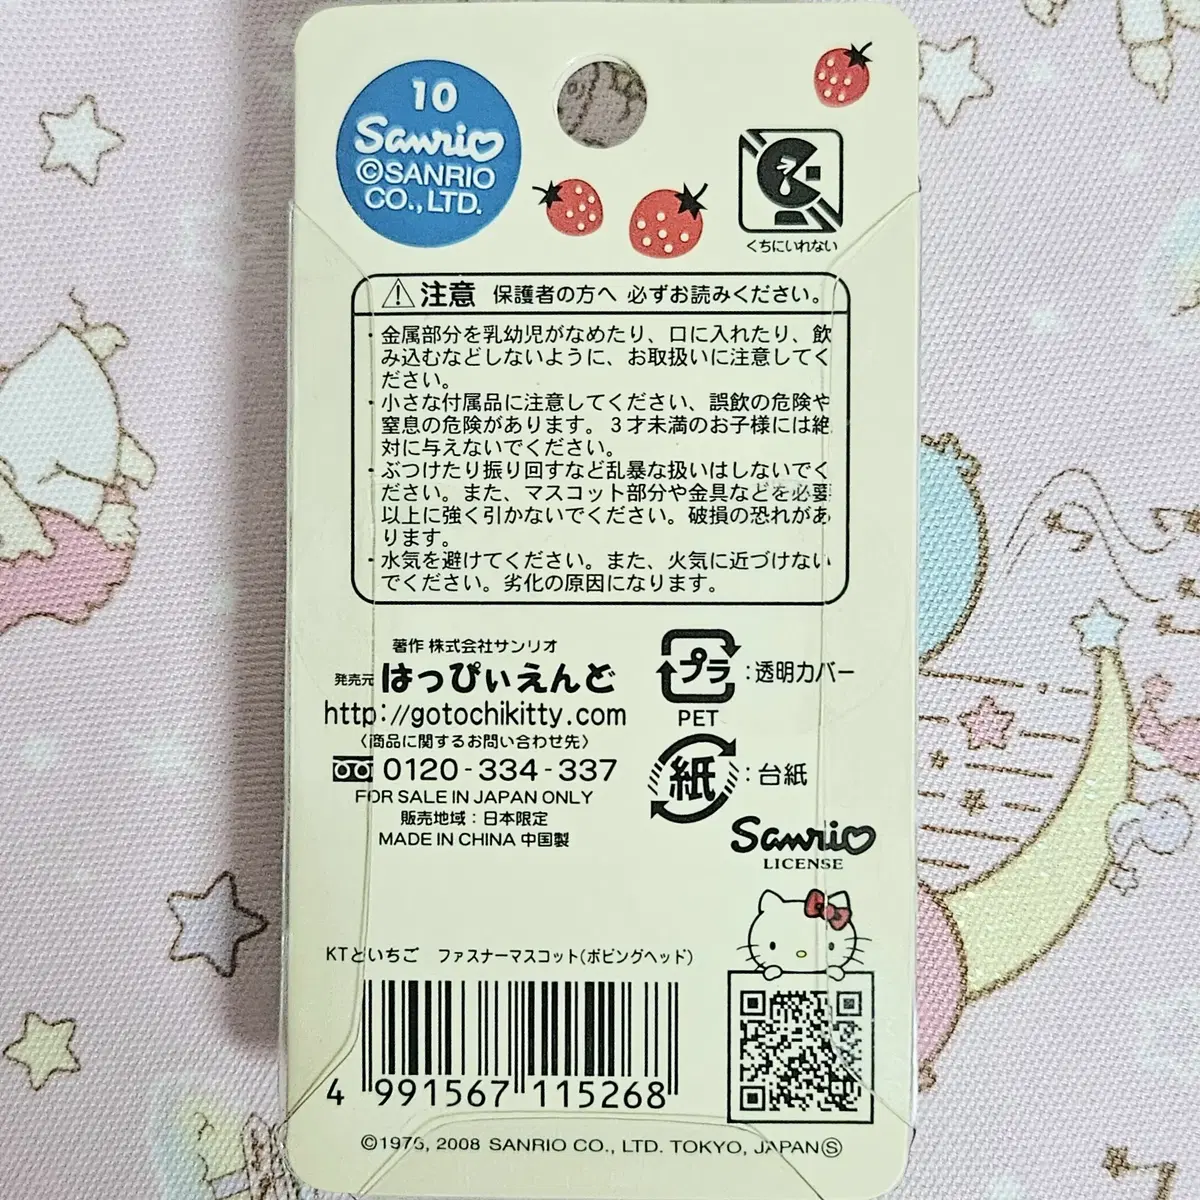 10
Sanrio
©SANRIO
CO.,LTD.
くちにいれない
注意 保護者の方へ 必ずお読みください。
・金属部分を乳幼児がなめたり、口に入れたり、飲
み込むなどしないように、お取扱いに注意してく
ださい。
・小さな付属品に注意してください、誤飲の危険や
窒息の危険があります。3才未満のお子様には絶
対に与えないでください。
・ぶつけたり振り回すなど乱暴な扱いはしないでく
ださい。また、マスコット部分や金具などを必要
以上に強く引かないでください。破損の恐れがあ
ります。
・水気を避けてください。また、火気に近づけない
でください。劣化の原因になります。
著作 株式会社サンリオ
発売元 はっぴぃえんど
http://gotochikitty.com
〈商品に関するお問い合わせ先〉
0120-334-337
FOR SALE IN JAPAN ONLY
販売地域：日本限定
MADE IN CHINA 中国製
プラ：透明カバー
PET
紙：台紙
Sanrio
LICENSE
KTといちご ファスナーマスコット(ボビングヘッド)
4 991567 115268
©1976, 2008 SANRIO CO., LTD. TOKYO, JAPANⓈ